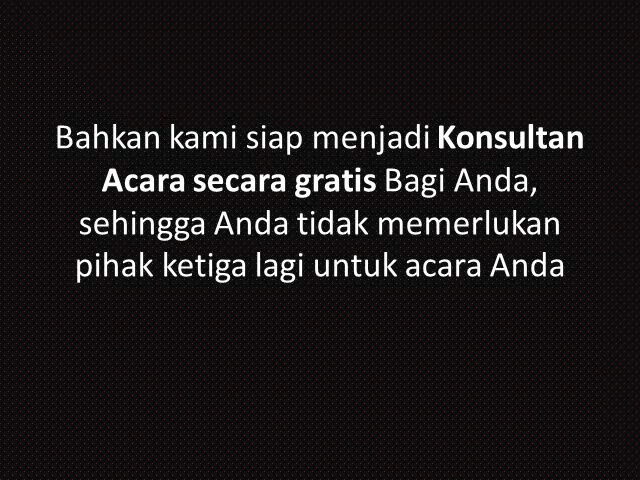 Bahkan kami siap menjadi Konsultan
Acara secara gratis Bagi Anda,
sehingga Anda tidak memerlukan
pihak ketiga lagi untuk acara Anda